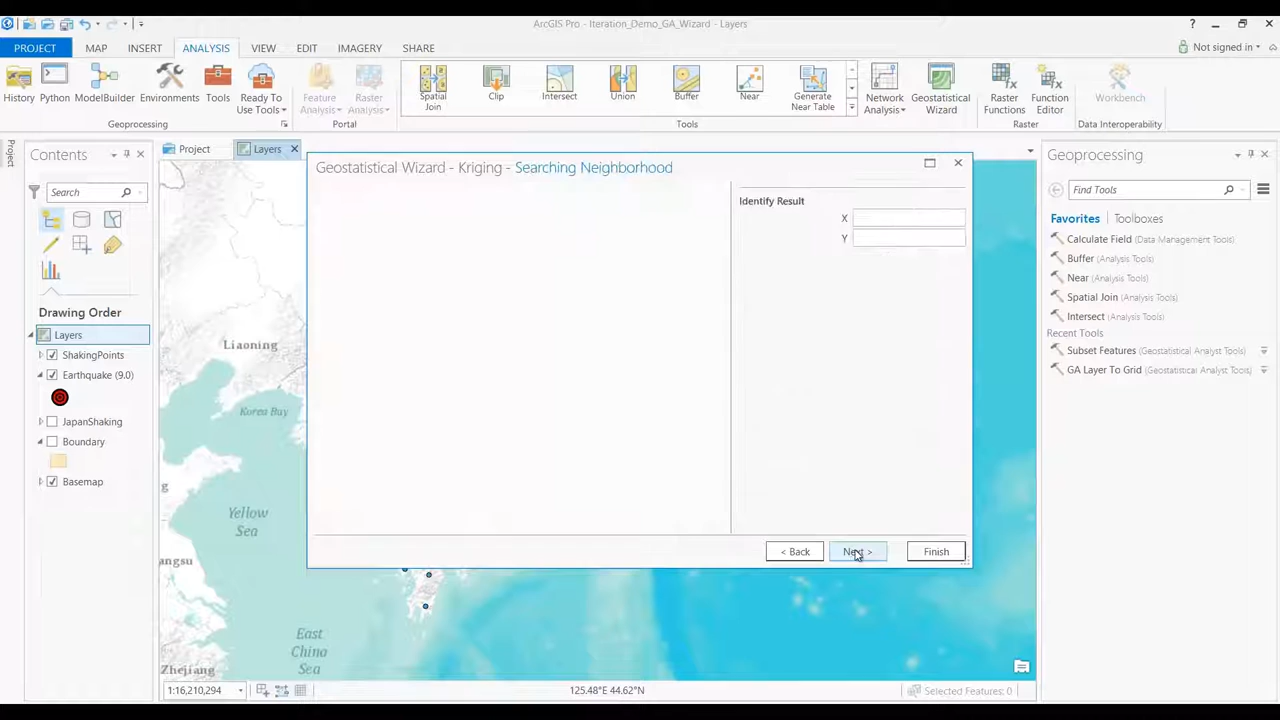 ArcGIS Pro - Iteration_Demo_GA_Wizard - Layers
?
PROJECT MAP INSERT ANALYSIS VIEW EDIT IMAGERY SHARE
Not signed in
History Python ModelBuilder Environments Tools Ready To Use Tools
Feature Analysis Raster Analysis
Spatial Join Clip Intersect Union Buffer Near Generate Near Table
Network Analysis Geostatistical Wizard Raster Functions Function Editor Workbench
Geoprocessing Portal Tools Raster Data Interoperability
Project
Contents
Search
Drawing Order
Layers
ShakingPoints
Earthquake (9.0)
JapanShaking
Boundary
Basemap
Project Layers
Geostatistical Wizard - Kriging - Searching Neighborhood
Identify Result
X
Y
< Back Next > Finish
Liaoning
Korea Bay
Yellow
Sea
angsu
East
China
Sea
Zhejiang
1:16,210,294
125.48°E 44.62°N
Selected Features: 0
Geoprocessing
Find Tools
Favorites Toolboxes
Calculate Field (Data Management Tools)
Buffer (Analysis Tools)
Near (Analysis Tools)
Spatial Join (Analysis Tools)
Intersect (Analysis Tools)
Recent Tools
Subset Features (Geostatistical Analyst Tools)
GA Layer To Grid (Geostatistical Analyst Tools)